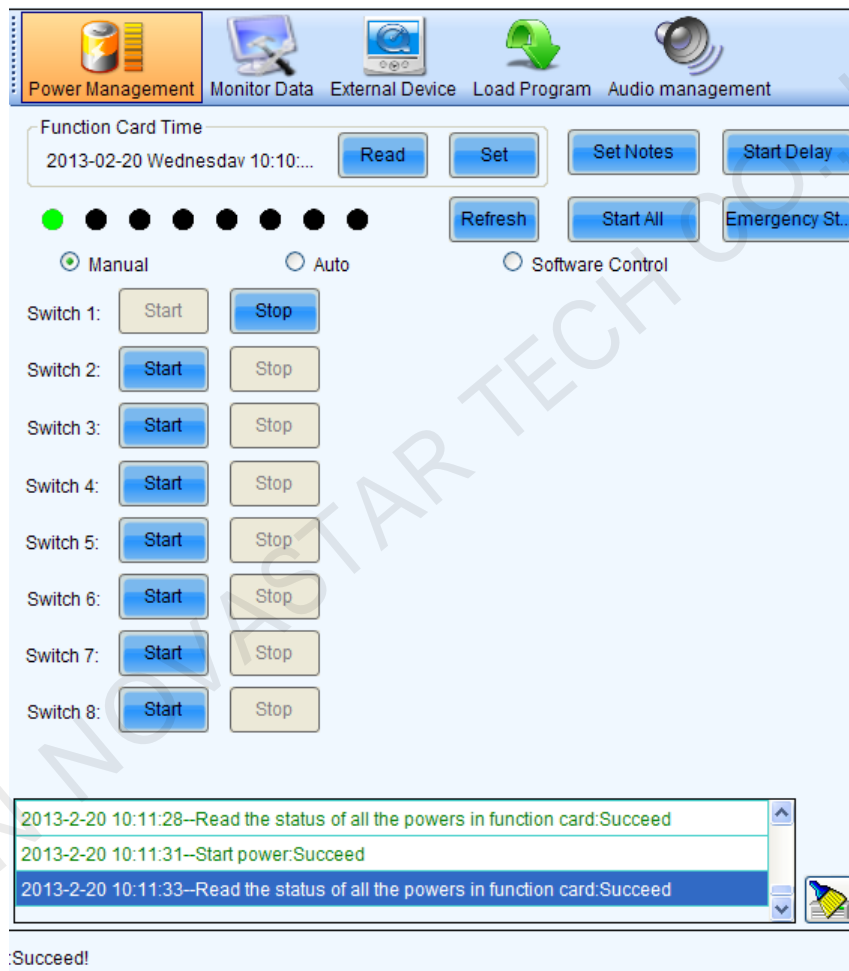 Power Management Monitor Data External Device Load Program Audio management
Function Card Time
2013-02-20 Wednesday 10:10:... Read Set Set Notes Start Delay
Refresh Start All Emergency St...
Manual Auto Software Control
Switch 1: Start Stop
Switch 2: Start Stop
Switch 3: Start Stop
Switch 4: Start Stop
Switch 5: Start Stop
Switch 6: Start Stop
Switch 7: Start Stop
Switch 8: Start Stop
2013-2-20 10:11:28--Read the status of all the powers in function card:Succeed
2013-2-20 10:11:31--Start power:Succeed
2013-2-20 10:11:33--Read the status of all the powers in function card:Succeed
:Succeed!
NOVASTAR TECH CO.,